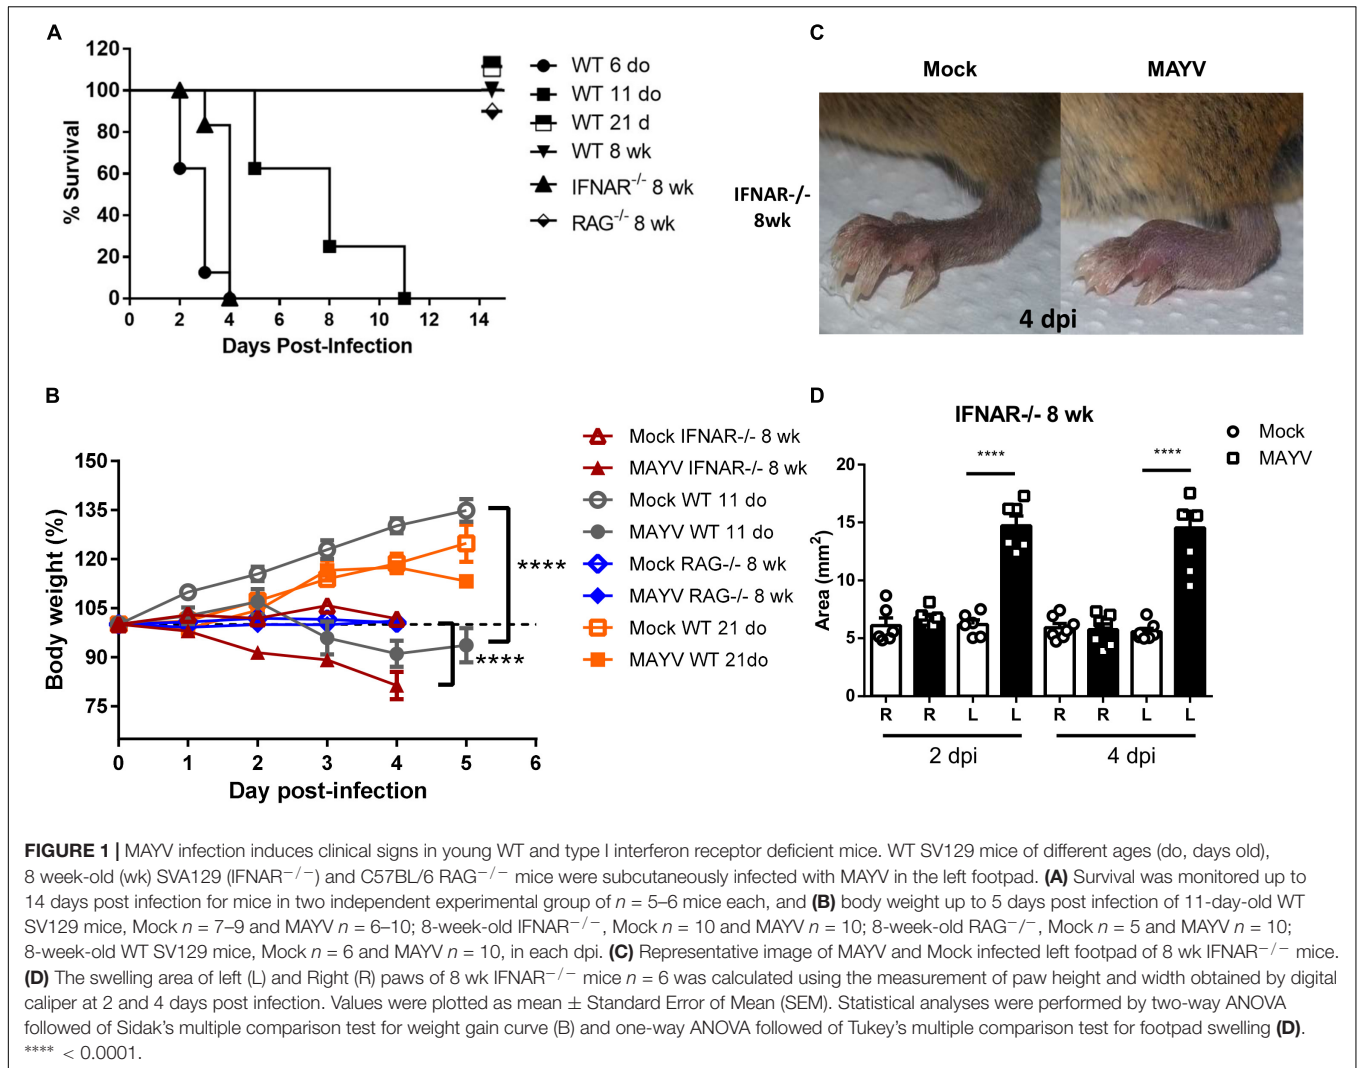 A
120
100
80
60
40
20
0
% Survival
0 2 4 6 8 10 12 14
Days Post-Infection
WT 6 do
WT 11 do
WT 21 d
WT 8 wk
IFNAR-/- 8 wk
RAG-/- 8 wk
C
Mock MAYV
IFNAR-/-
8wk
4 dpi
B
150
135
120
105
90
75
Body weight (%)
0 1 2 3 4 5 6
Day post-infection
****
****
Mock IFNAR-/- 8 wk
MAYV IFNAR-/- 8 wk
Mock WT 11 do
MAYV WT 11 do
Mock RAG-/- 8 wk
MAYV RAG-/- 8 wk
Mock WT 21 do
MAYV WT 21do
D
IFNAR-/- 8 wk
Mock
MAYV
20
15
10
5
0
Area (mm²)
**** ****
R R L L R R L L
2 dpi 4 dpi
FIGURE 1 | MAYV infection induces clinical signs in young WT and type I interferon receptor deficient mice. WT SV129 mice of different ages (do, days old),
8 week-old (wk) SVA129 (IFNAR−/−) and C57BL/6 RAG−/− mice were subcutaneously infected with MAYV in the left footpad. (A) Survival was monitored up to
14 days post infection for mice in two independent experimental group of n = 5–6 mice each, and (B) body weight up to 5 days post infection of 11-day-old WT
SV129 mice, Mock n = 7–9 and MAYV n = 6–10; 8-week-old IFNAR−/−, Mock n = 10 and MAYV n = 10; 8-week-old RAG−/−, Mock n = 5 and MAYV n = 10;
8-week-old WT SV129 mice, Mock n = 6 and MAYV n = 10, in each dpi. (C) Representative image of MAYV and Mock infected left footpad of 8 wk IFNAR−/− mice.
(D) The swelling area of left (L) and Right (R) paws of 8 wk IFNAR−/− mice n = 6 was calculated using the measurement of paw height and width obtained by digital
caliper at 2 and 4 days post infection. Values were plotted as mean ± Standard Error of Mean (SEM). Statistical analyses were performed by two-way ANOVA
followed of Sidak's multiple comparison test for weight gain curve (B) and one-way ANOVA followed of Tukey's multiple comparison test for footpad swelling (D).
**** < 0.0001.